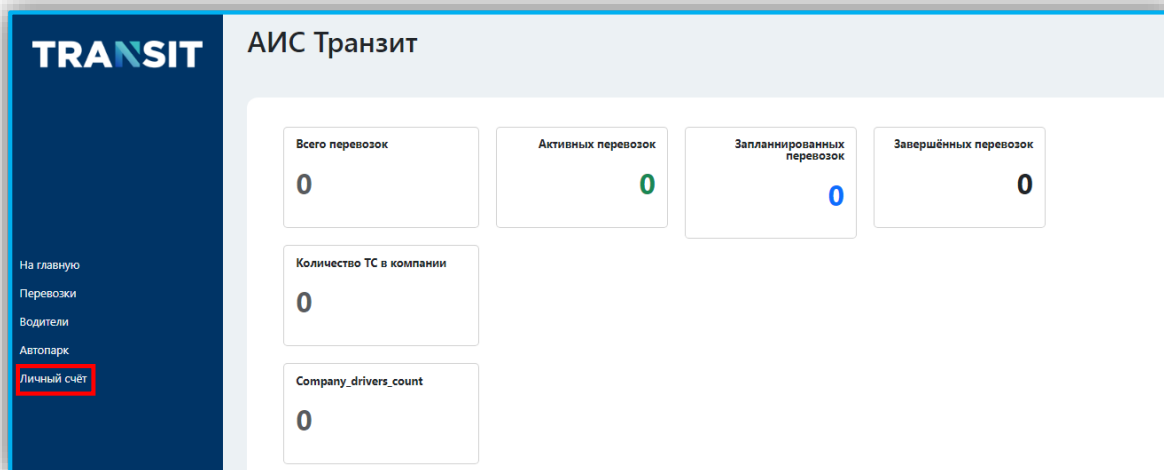 TRANSIT
АИС Транзит
На главную
Перевозки
Водители
Автопарк
Личный счёт
Всего перевозок
0
Активных перевозок
0
Запланированных
перевозок
0
Завершённых перевозок
0
Количество ТС в компании
0
Company_drivers_count
0